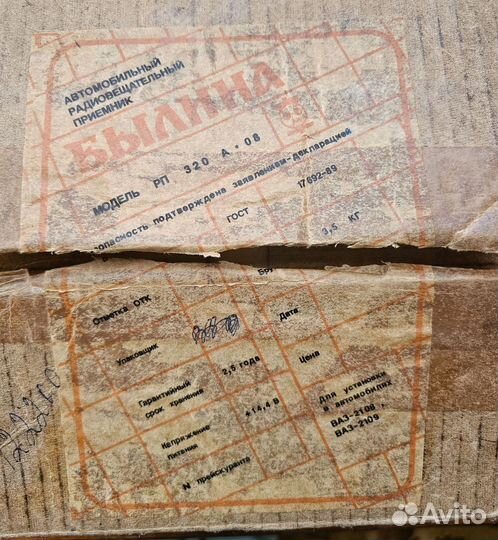 АВТОМОБИЛЬНЫЙ
РАДИОВЕЩАТЕЛЬНЫЙ
ПРИЕМНИК
БЫЛИНА
МОДЕЛЬ РП 320 А-08
опасность подтверждена заявлением-декларацией
ГОСТ 17692-89
3,5 КГ
Отметка ОТК
Упаковщик
Дата
Гарантийный
срок хранения
2,5 года
Цена
Напряжение
питания
+14,4 В
Для установки
в автомобилях
ВАЗ-2108,
ВАЗ-2109
N прейскуранта
Avito